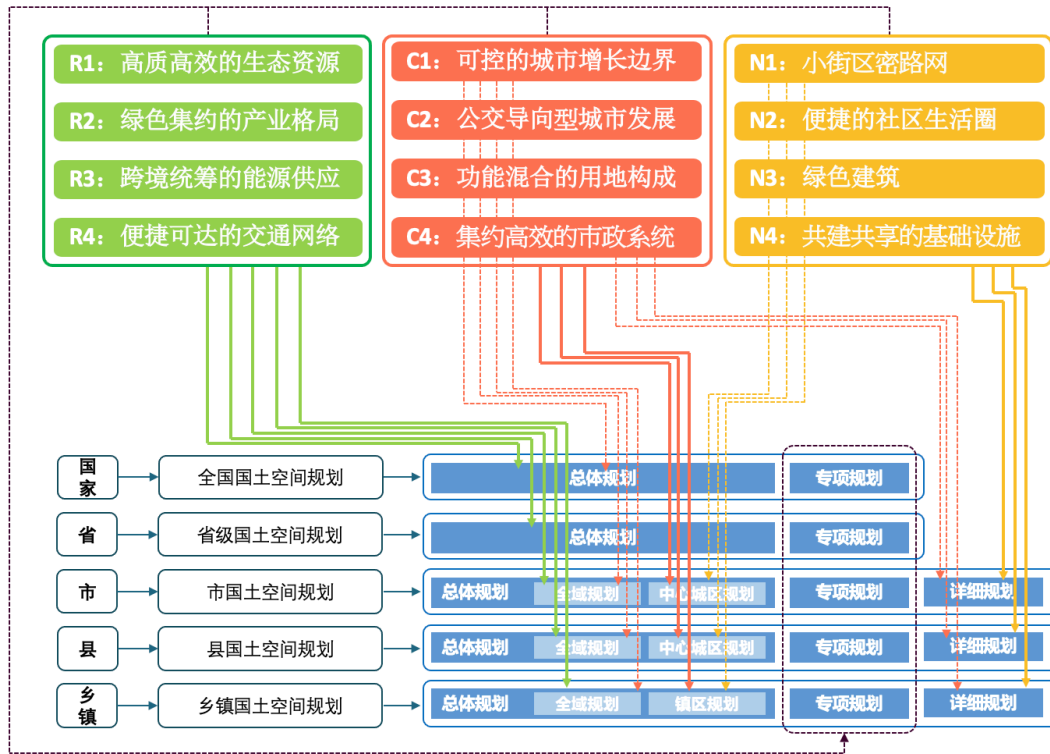 R1：高质高效的生态资源
R2：绿色集约的产业格局
R3：跨境统筹的能源供应
R4：便捷可达的交通网络
C1：可控的城市增长边界
C2：公交导向型城市发展
C3：功能混合的用地构成
C4：集约高效的市政系统
N1：小街区密路网
N2：便捷的社区生活圈
N3：绿色建筑
N4：共建共享的基础设施
国家 全国国土空间规划 总体规划 专项规划
省 省级国土空间规划 总体规划 专项规划
市 市国土空间规划 总体规划 全域规划 中心城区规划 专项规划 详细规划
县 县国土空间规划 总体规划 全域规划 中心城区规划 专项规划 详细规划
乡镇 乡镇国土空间规划 总体规划 全域规划 镇区规划 专项规划 详细规划